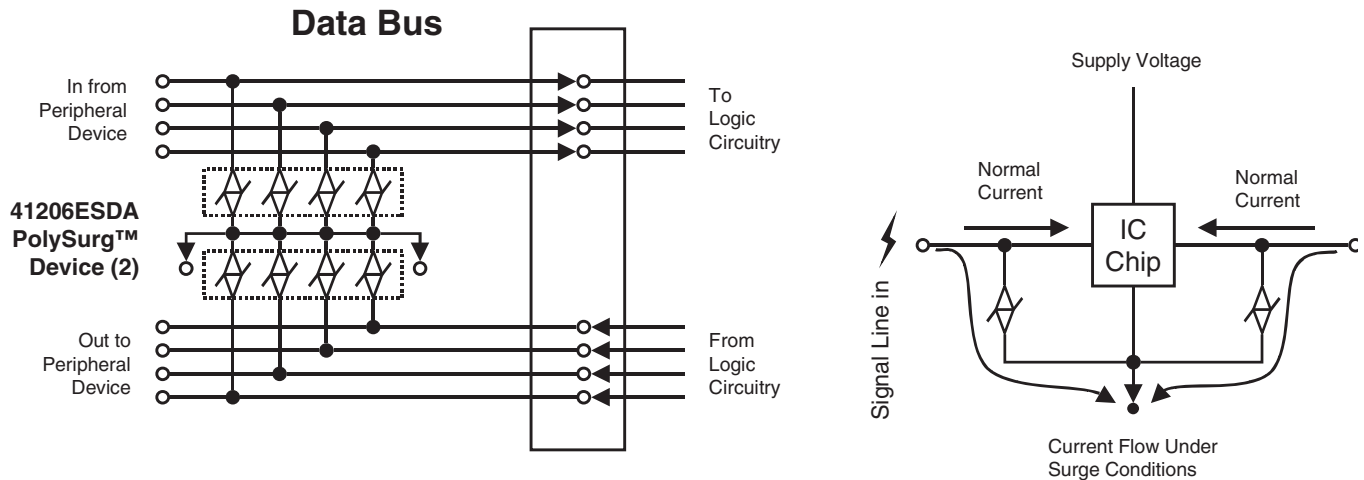 Data Bus
In from
Peripheral
Device
To
Logic
Circuitry
41206ESDA
PolySurg™
Device (2)
Out to
Peripheral
Device
From
Logic
Circuitry
Supply Voltage
Normal
Current
Normal
Current
IC
Chip
Signal Line in
Current Flow Under
Surge Conditions